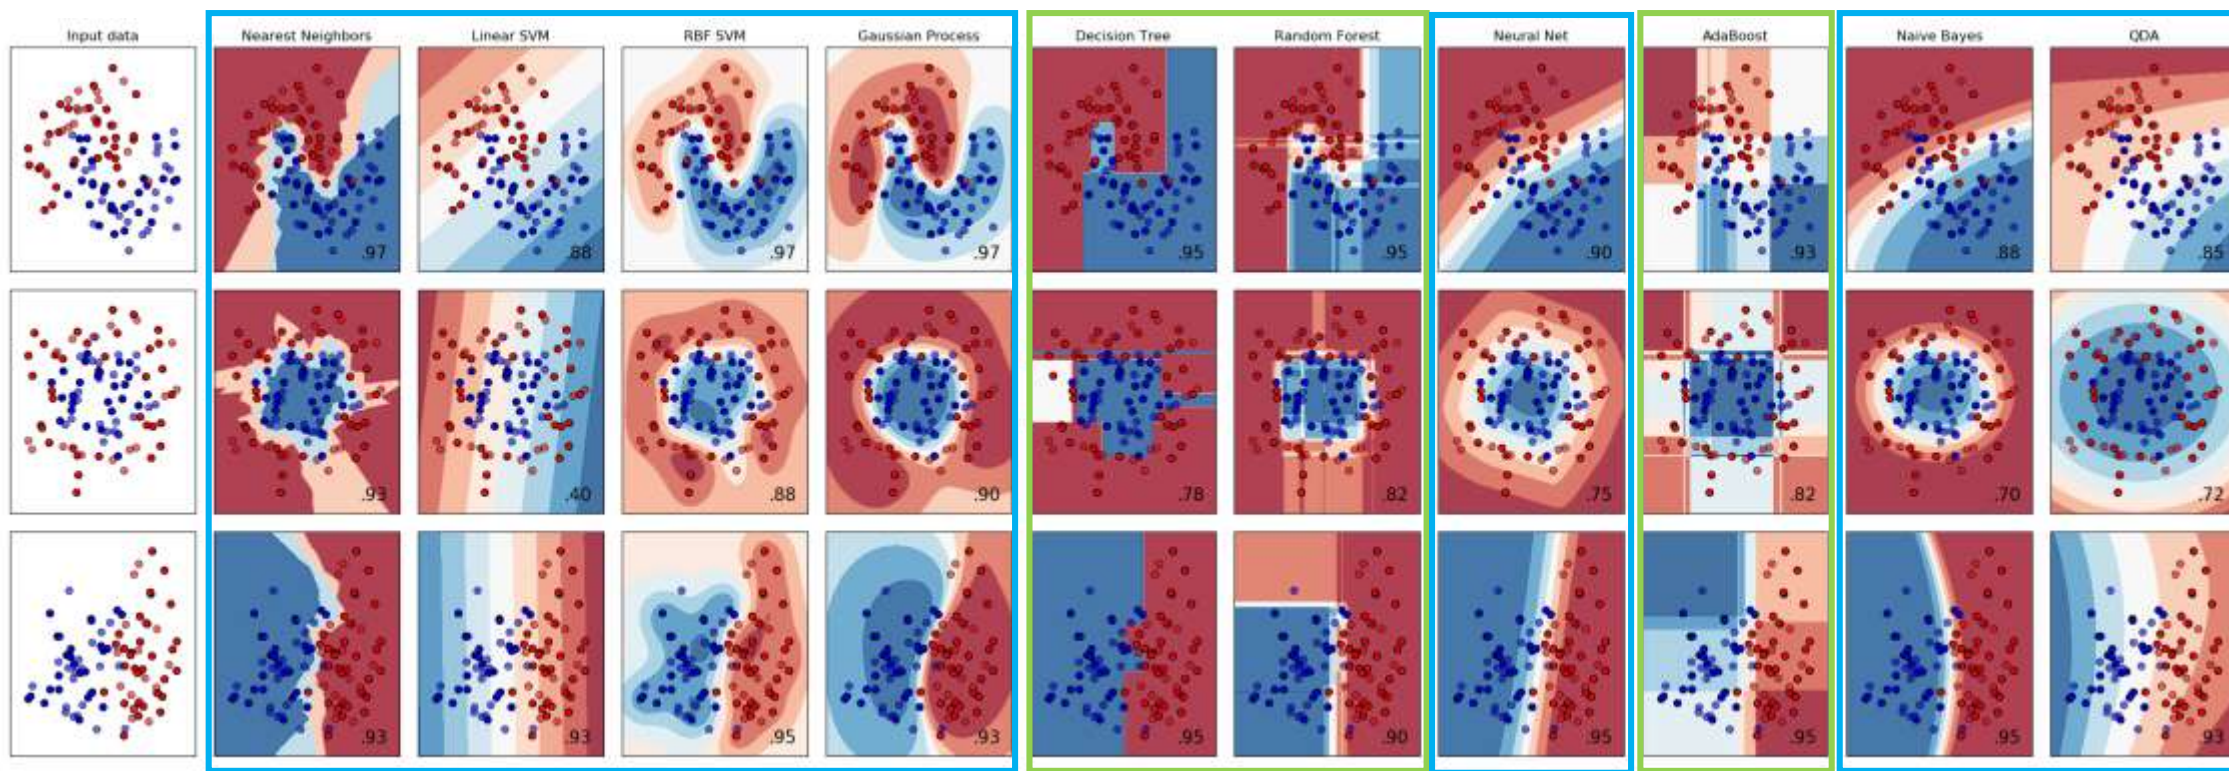 Input data Nearest Neighbors Linear SVM RBF SVM Gaussian Process Decision Tree Random Forest Neural Net AdaBoost Naive Bayes QDA
.97 .88 .97 .97 .95 .95 .90 .93 .88 .85
.93 .40 .88 .90 .78 .82 .75 .82 .70 .72
.93 .93 .95 .93 .95 .90 .95 .95 .95 .93